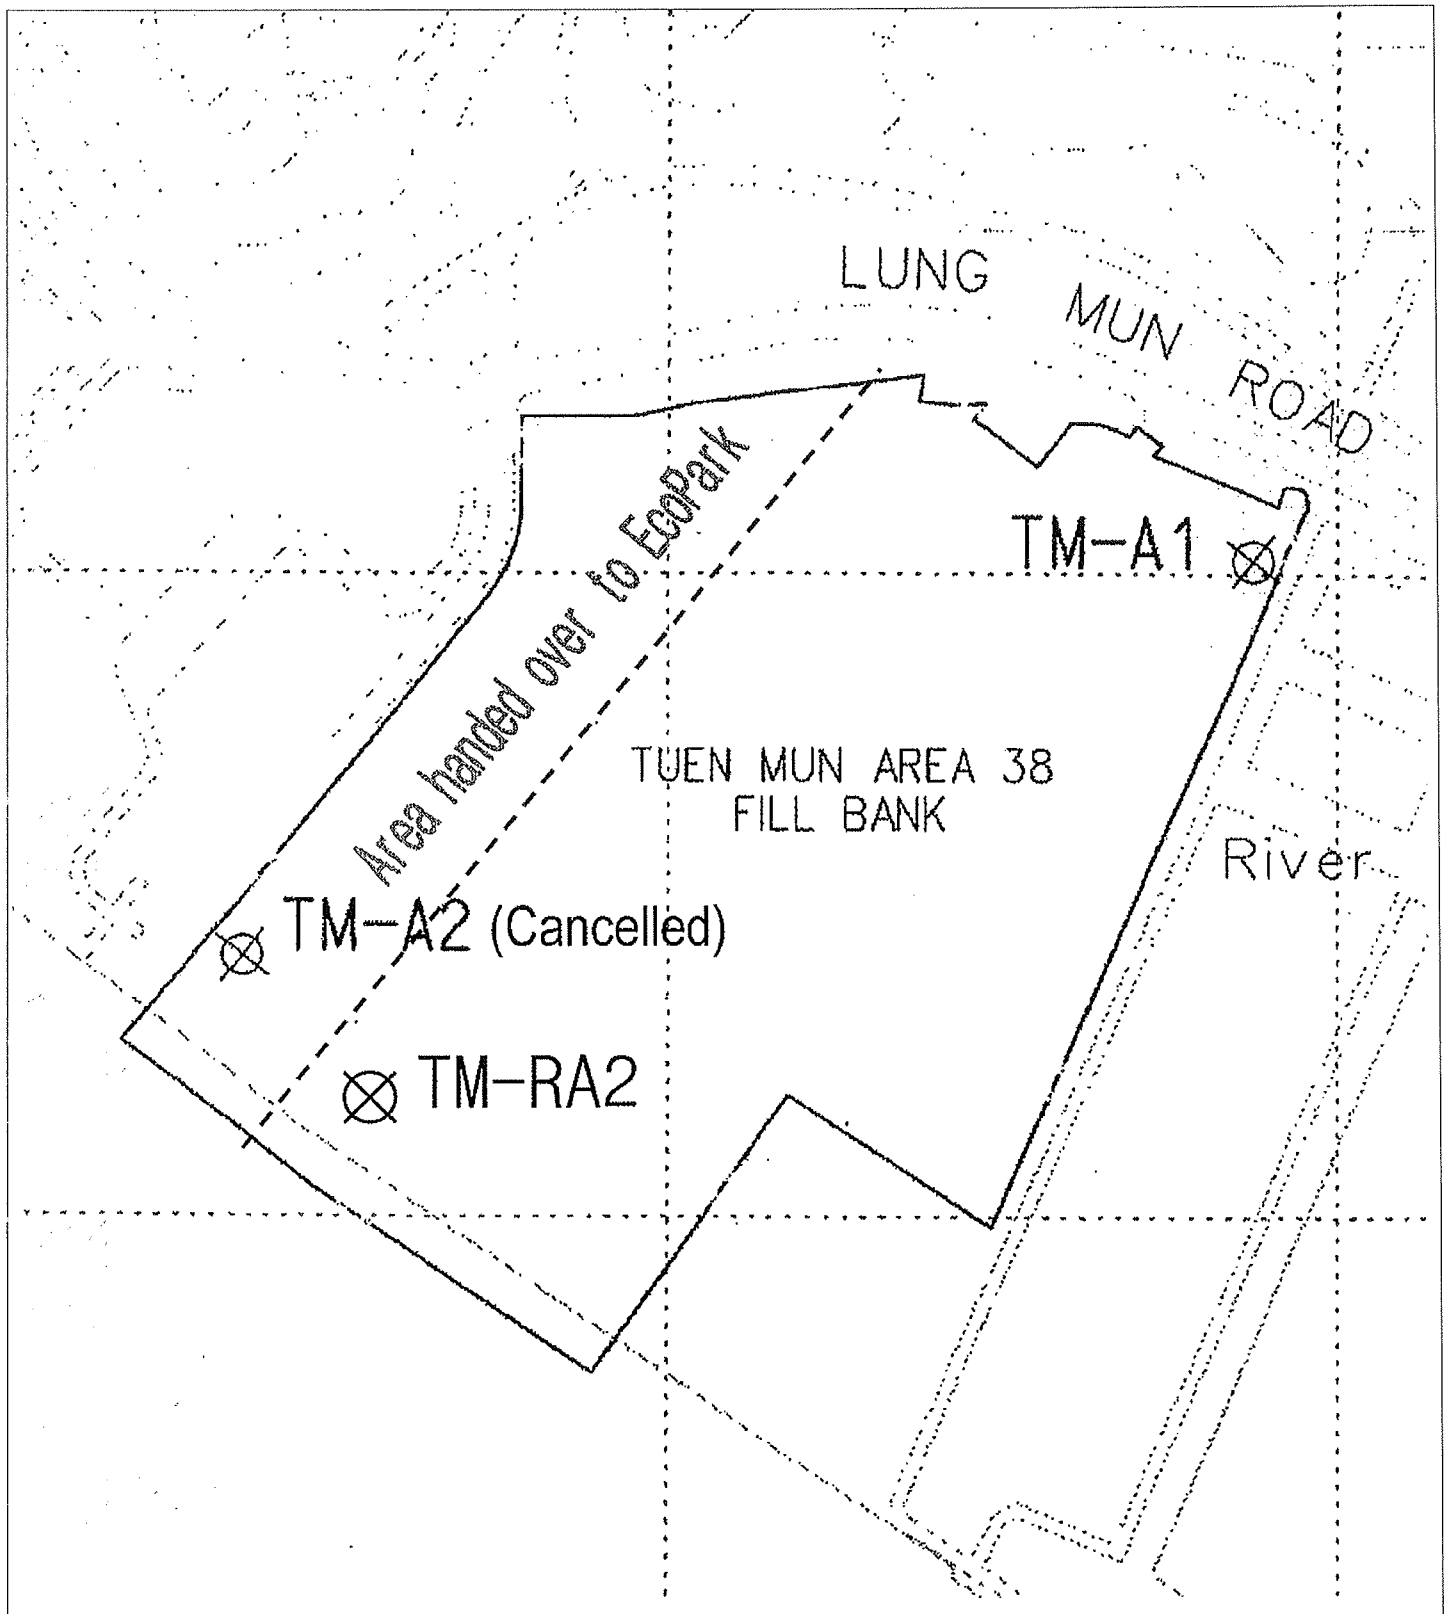 LUNG
MUN
ROAD
Area handed over to EcoPark
TM-A1
TUEN MUN AREA 38
FILL BANK
River
TM-A2 (Cancelled)
TM-RA2